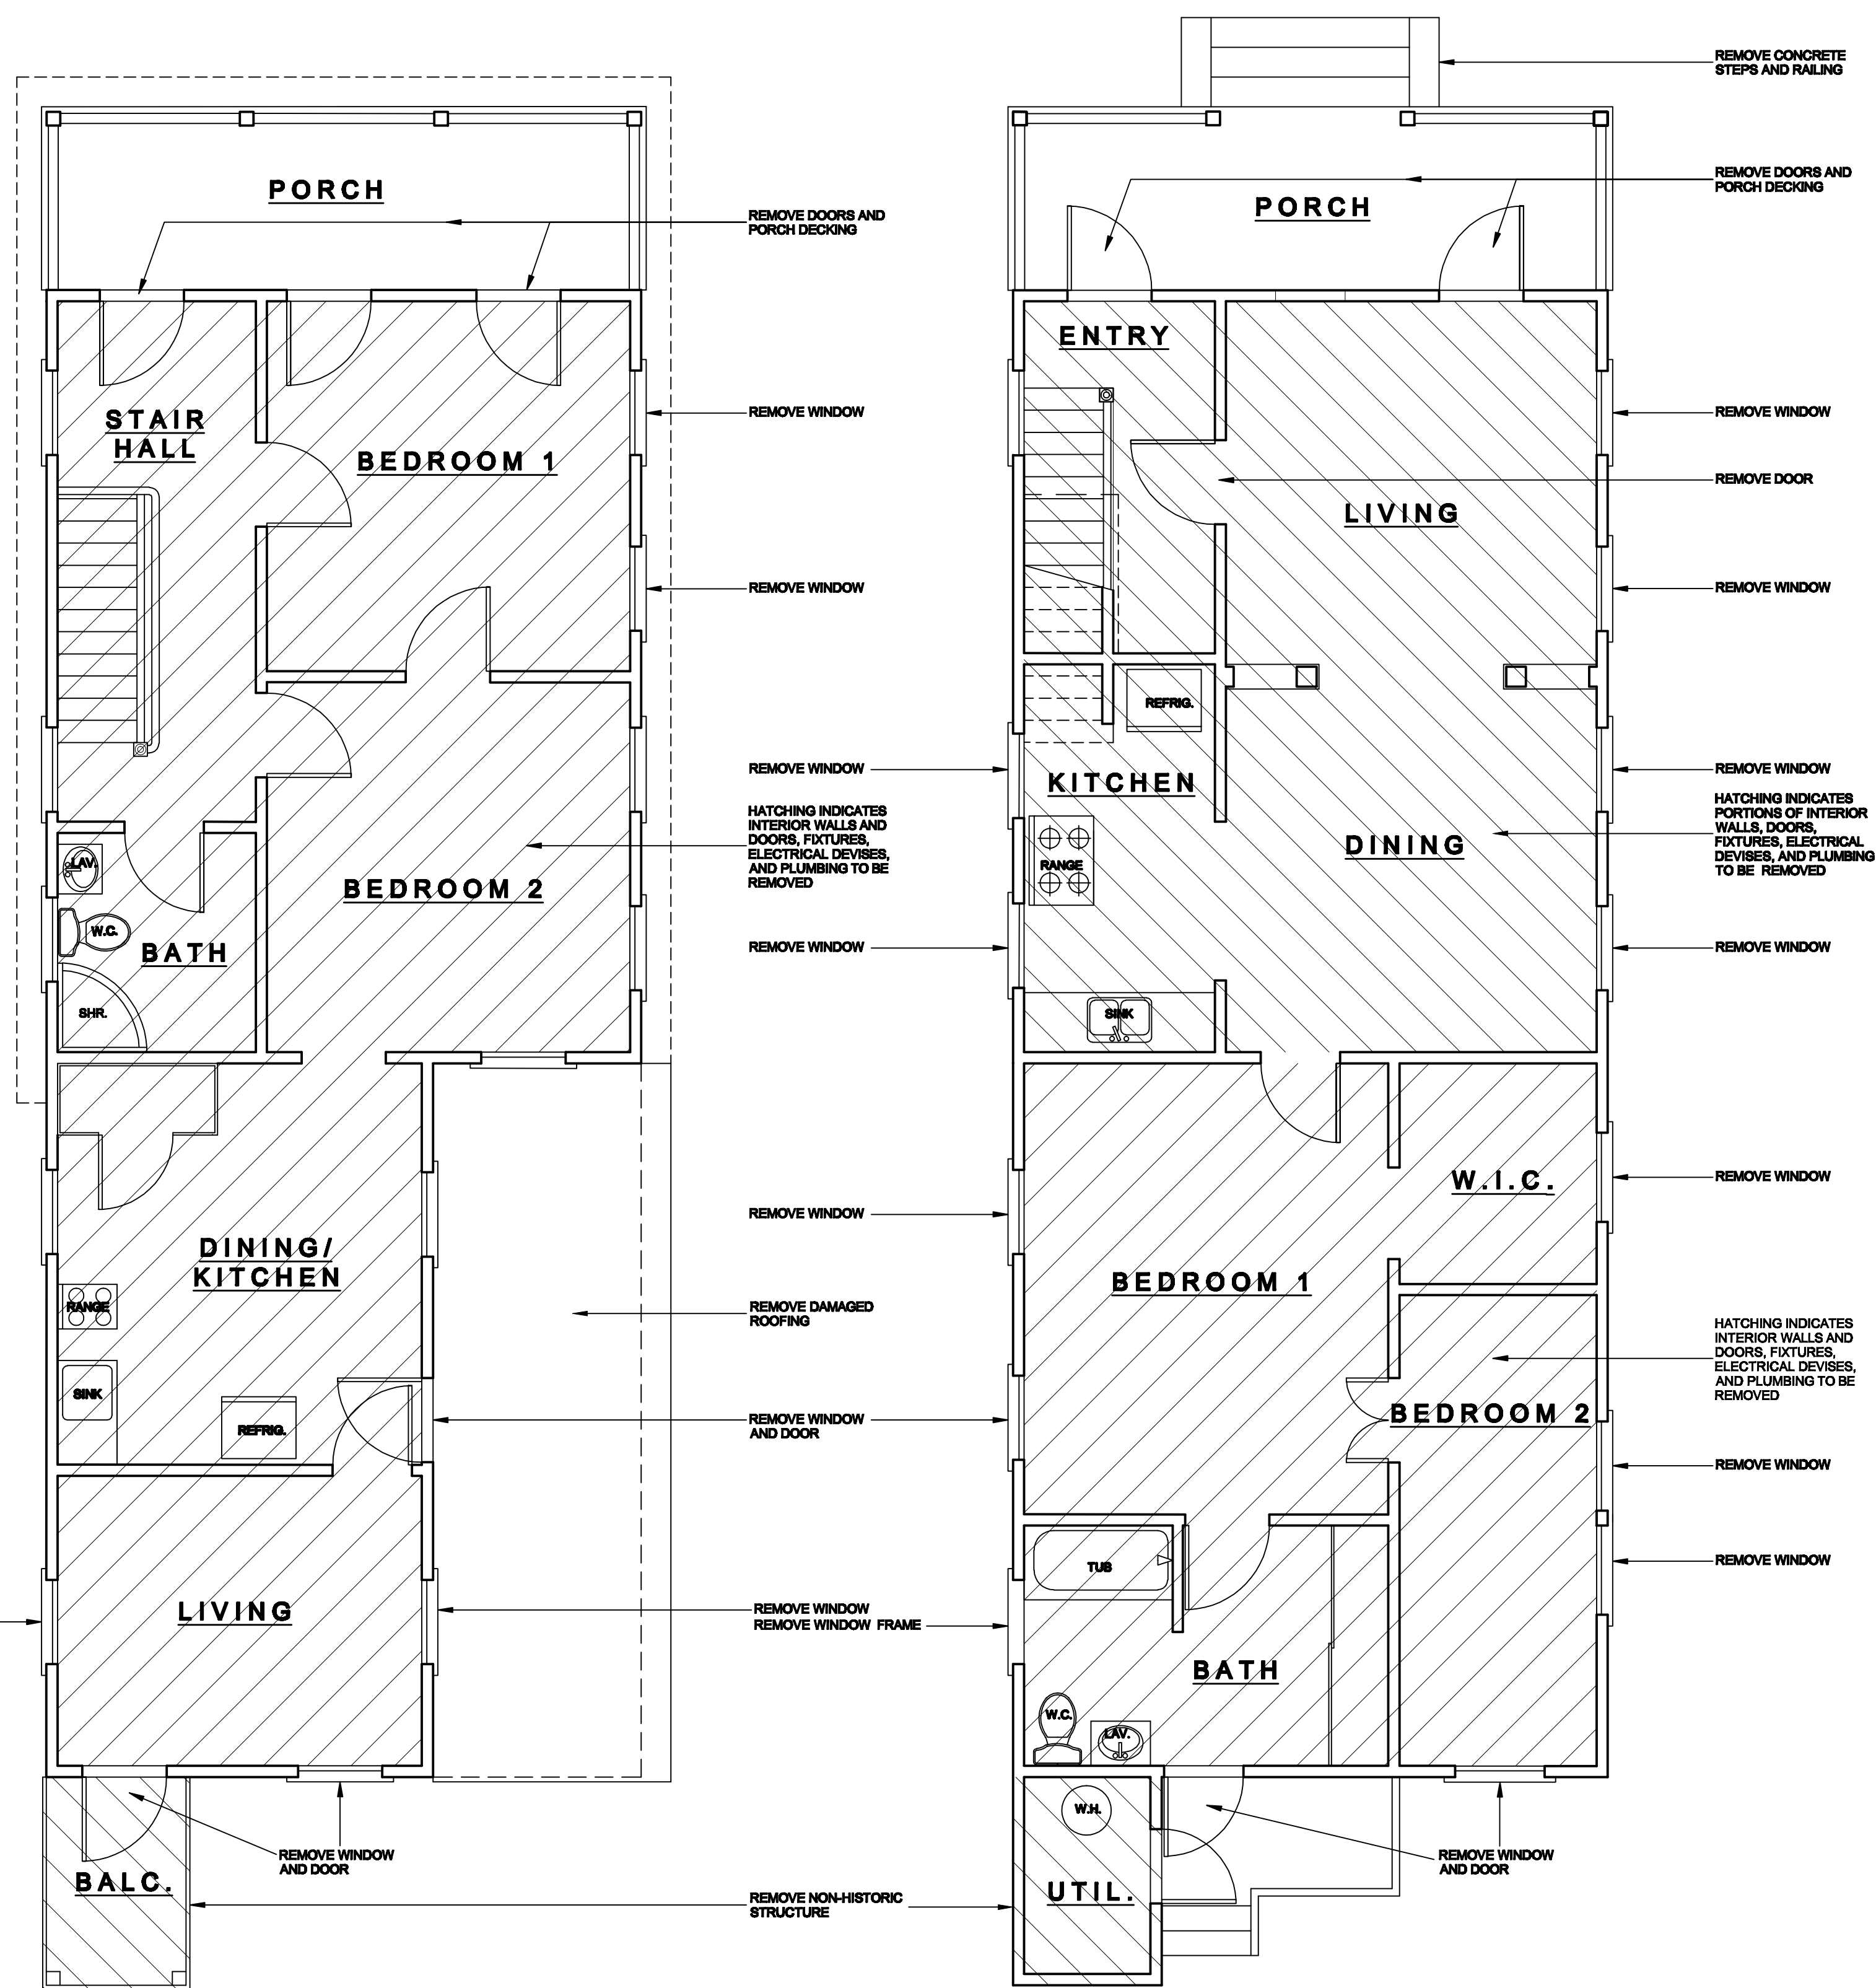 REMOVE CONCRETE
STEPS AND RAILING
PORCH
REMOVE DOORS AND
PORCH DECKING
STAIR
HALL
BEDROOM 1
REMOVE WINDOW
REMOVE WINDOW
REMOVE WINDOW
HATCHING INDICATES
INTERIOR WALLS AND
DOORS, FIXTURES,
ELECTRICAL DEVISES,
AND PLUMBING TO BE
REMOVED
BEDROOM 2
LAV.
W.C.
BATH
SHR.
REMOVE WINDOW
DINING/
KITCHEN
RANGE
SINK
REFRIG.
REMOVE WINDOW
REMOVE DAMAGED
ROOFING
REMOVE WINDOW
AND DOOR
LIVING
REMOVE WINDOW
REMOVE WINDOW FRAME
REMOVE WINDOW
AND DOOR
BALC.
REMOVE NON-HISTORIC
STRUCTURE
PORCH
REMOVE DOORS AND
PORCH DECKING
ENTRY
REMOVE WINDOW
REMOVE DOOR
LIVING
REMOVE WINDOW
REFRIG.
KITCHEN
REMOVE WINDOW
HATCHING INDICATES
PORTIONS OF INTERIOR
WALLS, DOORS,
FIXTURES, ELECTRICAL
DEVISES, AND PLUMBING
TO BE REMOVED
RANGE
DINING
REMOVE WINDOW
SINK
W.I.C.
REMOVE WINDOW
BEDROOM 1
HATCHING INDICATES
INTERIOR WALLS AND
DOORS, FIXTURES,
ELECTRICAL DEVISES,
AND PLUMBING TO BE
REMOVED
BEDROOM 2
REMOVE WINDOW
TUB
REMOVE WINDOW
BATH
W.C.
LAV.
W.H.
REMOVE WINDOW
AND DOOR
UTIL.